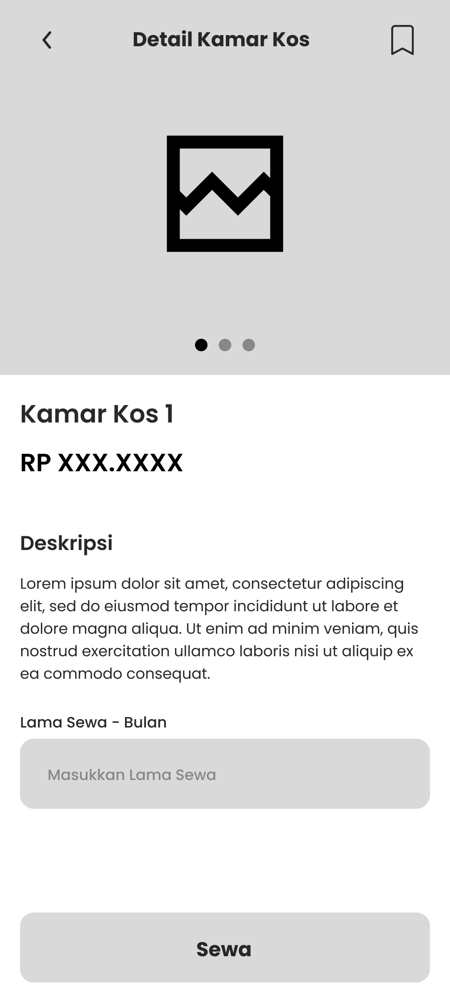 Detail Kamar Kos
Kamar Kos 1
RP XXX.XXXX
Deskripsi
Lorem ipsum dolor sit amet, consectetur adipiscing
elit, sed do eiusmod tempor incididunt ut labore et
dolore magna aliqua. Ut enim ad minim veniam, quis
nostrud exercitation ullamco laboris nisi ut aliquip ex
ea commodo consequat.
Lama Sewa - Bulan
Masukkan Lama Sewa
Sewa